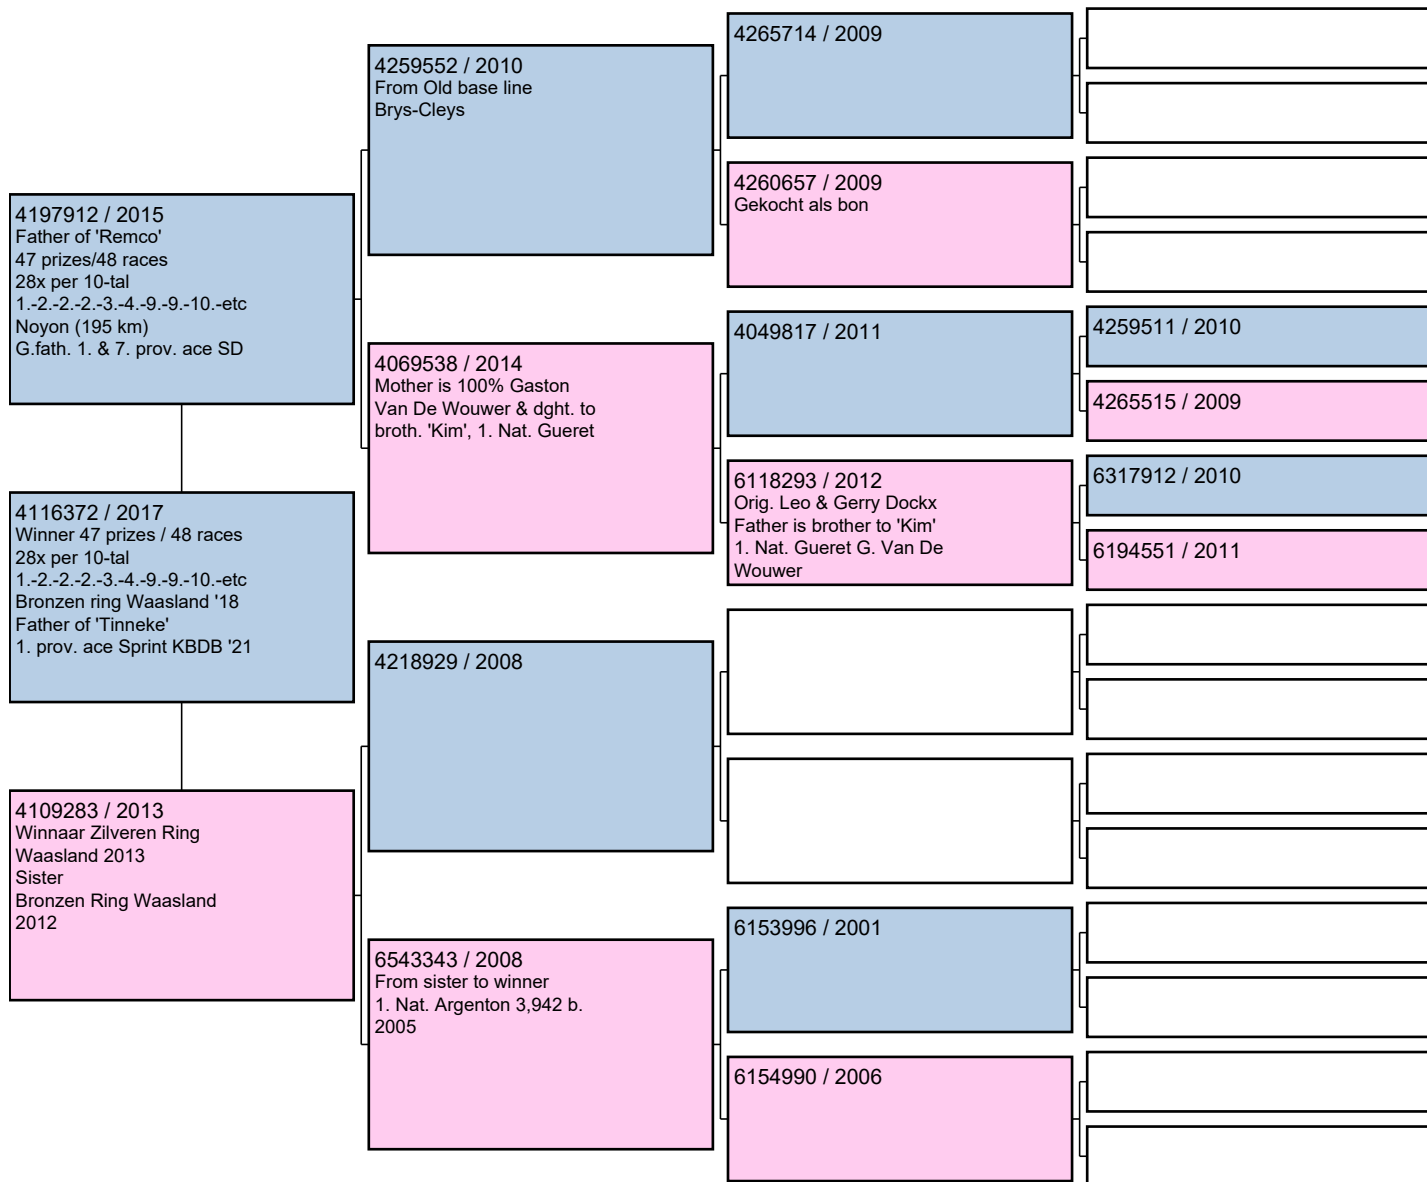 4197912 / 2015
Father of 'Remco'
47 prizes/48 races
28x per 10-tal
1.-2.-2.-2.-3.-4.-9.-9.-10.-etc
Noyon (195 km)
G.fath. 1. & 7. prov. ace SD
4116372 / 2017
Winner 47 prizes / 48 races
28x per 10-tal
1.-2.-2.-2.-3.-4.-9.-9.-10.-etc
Bronzen ring Waasland '18
Father of 'Tinneke'
1. prov. ace Sprint KBDB '21
4109283 / 2013
Winnaar Zilveren Ring
Waasland 2013
Sister
Bronzen Ring Waasland
2012
4259552 / 2010
From Old base line
Brys-Cleys
4069538 / 2014
Mother is 100% Gaston
Van De Wouwer & dght. to
broth. 'Kim', 1. Nat. Gueret
4218929 / 2008
6543343 / 2008
From sister to winner
1. Nat. Argenton 3,942 b.
2005
4265714 / 2009
4260657 / 2009
Gekocht als bon
4049817 / 2011
6118293 / 2012
Orig. Leo & Gerry Dockx
Father is brother to 'Kim'
1. Nat. Gueret G. Van De
Wouwer
6153996 / 2001
6154990 / 2006
4259511 / 2010
4265515 / 2009
6317912 / 2010
6194551 / 2011